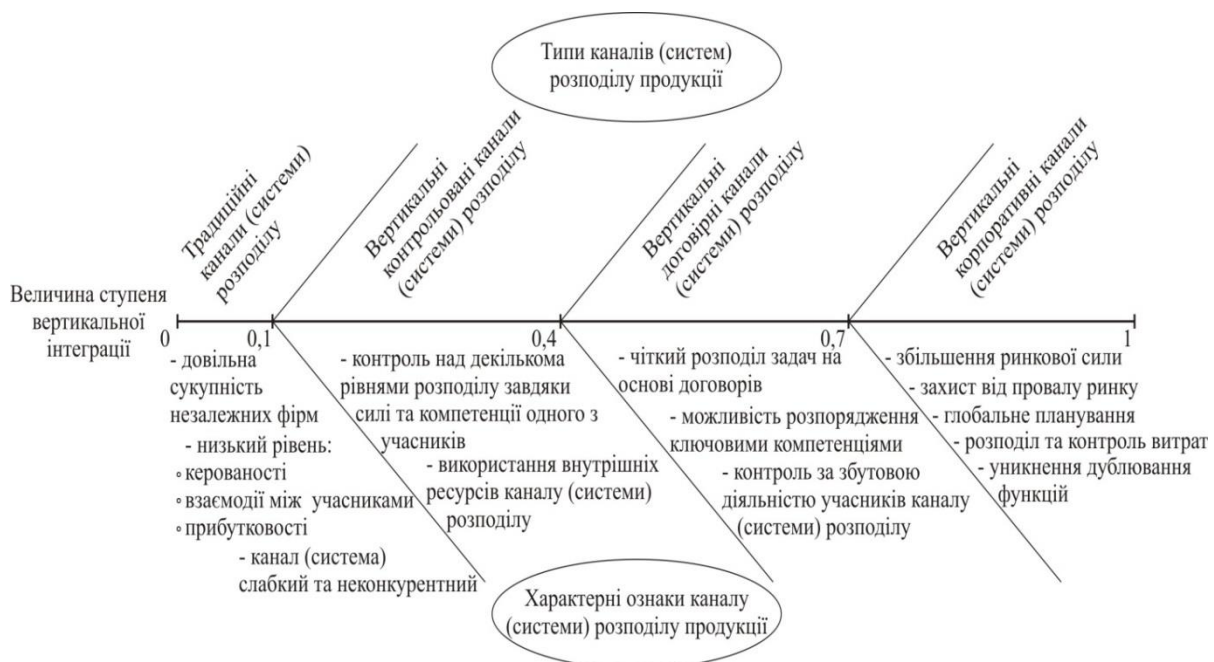 Типи каналів (систем)
розподілу продукції
Традиційні
канали (системи)
розподілу
Вертикальні
контрольовані канали
(системи) розподілу
Вертикальні
договірні канали
(системи) розподілу
Вертикальні
корпоративні канали
(системи) розподілу
Величина ступеня
вертикальної
інтеграції
0
0,1
0,4
0,7
1
- довільна
сукупність
незалежних фірм
- низький рівень:
◦ керованості
◦ взаємодії між учасниками
◦ прибутковості
- канал (система)
слабкий та неконкурентний
- контроль над декількома
рівнями розподілу завдяки
силі та компетенції одного з
учасників
- використання внутрішніх
ресурсів каналу (системи)
розподілу
- чіткий розподіл задач на
основі договорів
- можливість розпорядження
ключовими компетенціями
- контроль за збутовою
діяльністю учасників каналу
(системи) розподілу
- збільшення ринкової сили
- захист від провалу ринку
- глобальне планування
- розподіл та контроль витрат
- уникнення дублювання
функцій
Характерні ознаки каналу
(системи) розподілу продукції